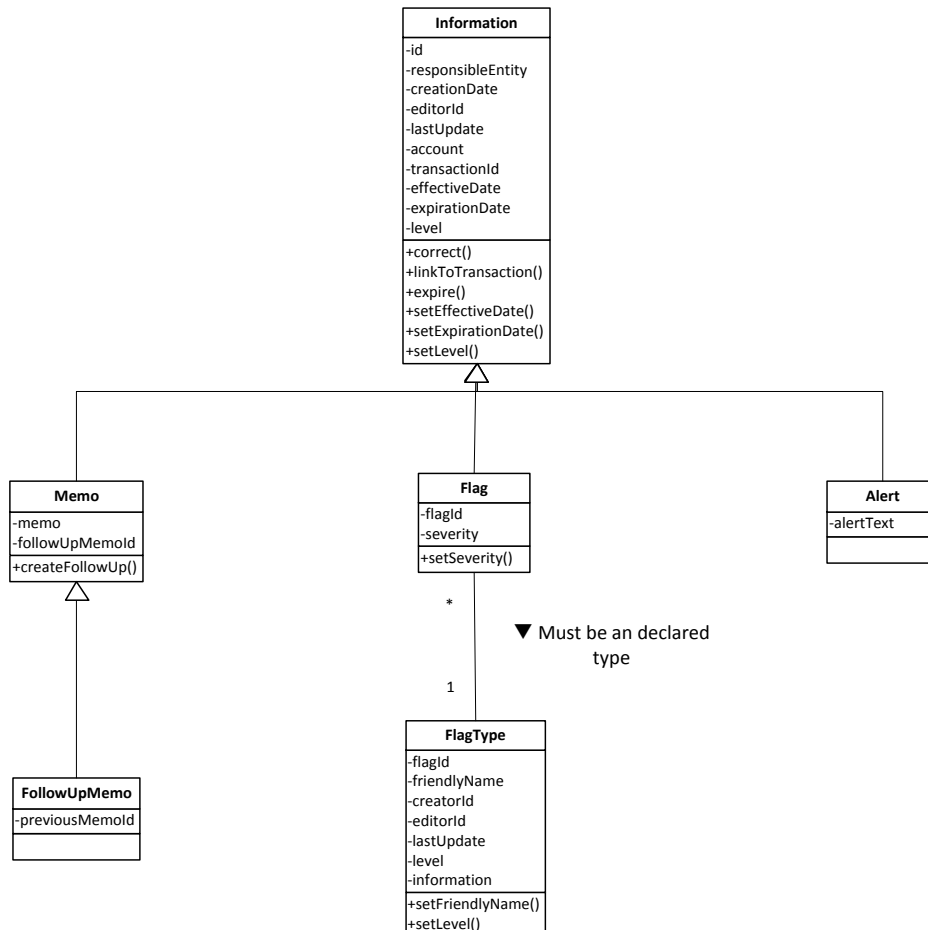 Information
-id
-responsibleEntity
-creationDate
-editorId
-lastUpdate
-account
-transactionId
-effectiveDate
-expirationDate
-level
+correct()
+linkToTransaction()
+expire()
+setEffectiveDate()
+setExpirationDate()
+setLevel()
Memo
-memo
-followUpMemoId
+createFollowUp()
Flag
-flagId
-severity
+setSeverity()
Alert
-alertText
*
▼ Must be an declared
type
1
FlagType
-flagId
-friendlyName
-creatorId
-editorId
-lastUpdate
-level
-information
+setFriendlyName()
+setLevel()
FollowUpMemo
-previousMemoId